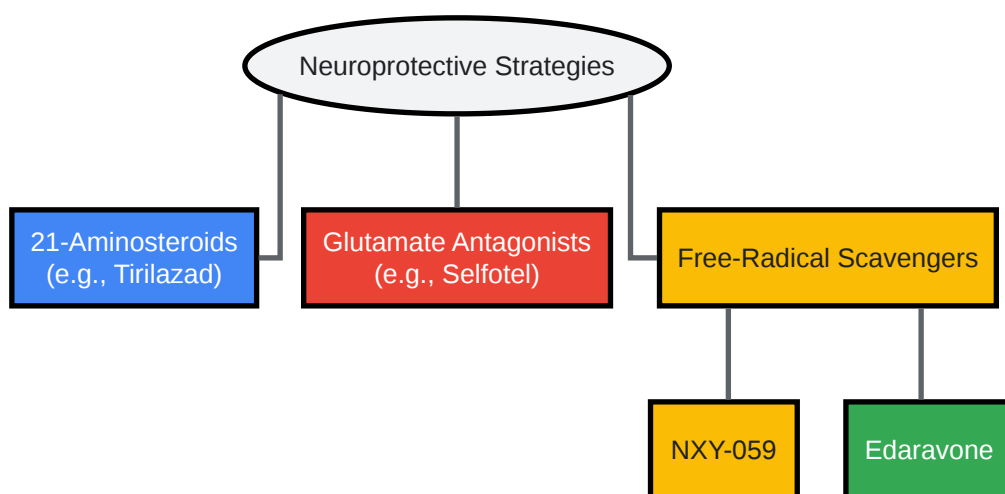 Neuroprotective Strategies
21-Aminosteroids
(e.g., Tirilazad)
Glutamate Antagonists
(e.g., Selfotel)
Free-Radical Scavengers
NXY-059
Edaravone